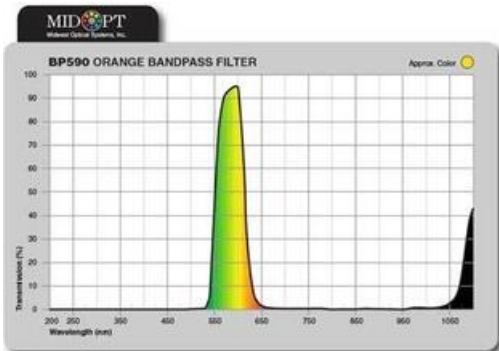 MIDOPT
Midwest Optical Systems, Inc.
BP590 ORANGE BANDPASS FILTER
Approx. Color
Transmission (%)
100
90
80
70
60
50
40
30
20
10
0
200 250 350 450 550 650 750 850 950 1050
Wavelength (nm)